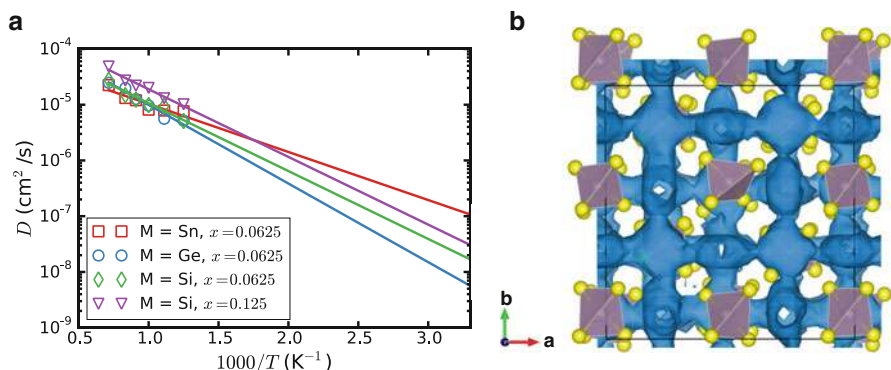 a
b
10⁻⁴
10⁻⁵
10⁻⁶
10⁻⁷
10⁻⁸
10⁻⁹
D (cm² /s)
M = Sn, x = 0.0625
M = Ge, x = 0.0625
M = Si, x = 0.0625
M = Si, x = 0.125
0.5 1.0 1.5 2.0 2.5 3.0
1000/T (K⁻¹)
b
a